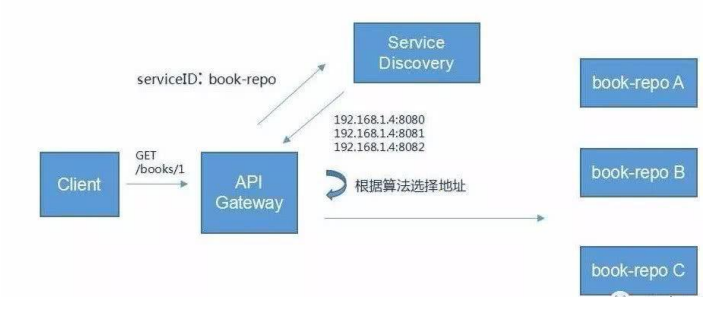 Service
Discovery
serviceID: book-repo
book-repo A
192.168.1.4:8080
192.168.1.4:8081
192.168.1.4:8082
GET
/books/1
Client
API
Gateway
根据算法选择地址
book-repo B
book-repo C